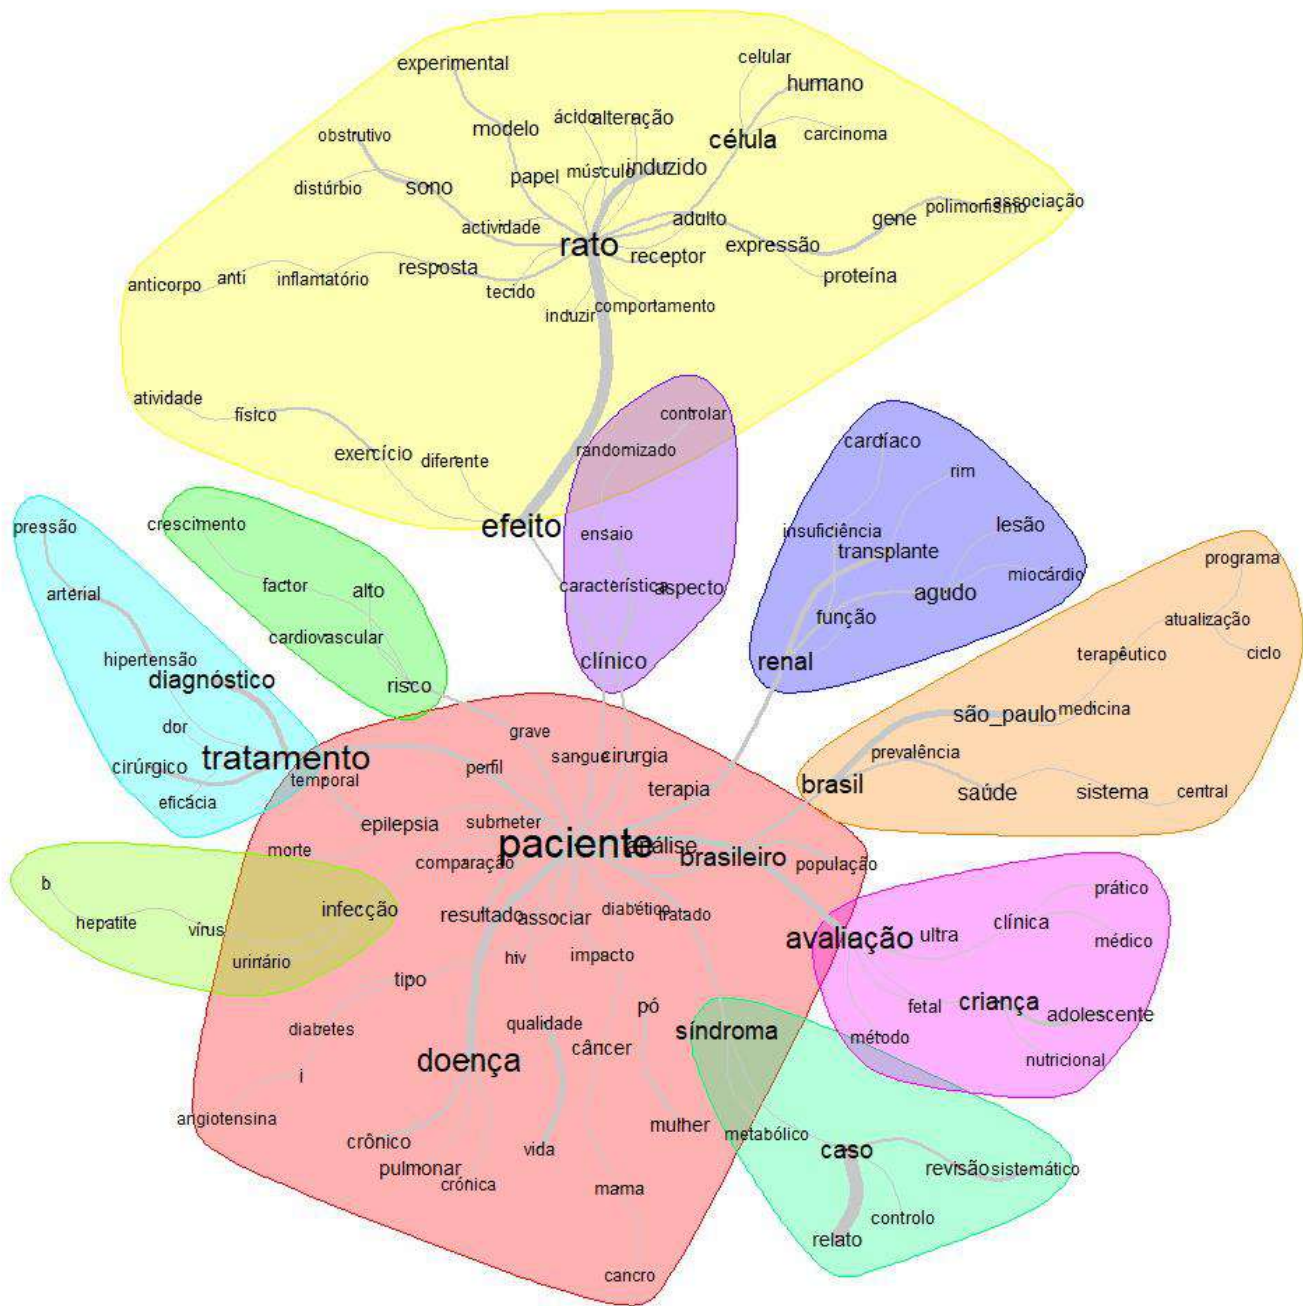 experimental
celular
humano
obstrutivo
modelo
ácido
alteração
célula
carcinoma
distúrbio
sono
papel
músculo
induzido
actividade
rato
adulto
gene
polimorfismo
associação
expressão
anticorpo
anti
inflamatório
resposta
receptor
proteína
tecido
induzir
comportamento
atividade
físico
exercício
diferente
efeito
controlar
randomizado
ensaio
característica
aspecto
clínico
cardíaco
rim
insuficiência
transplante
lesão
função
agudo
miocárdio
renal
pressão
arterial
hipertensão
diagnóstico
dor
tratamento
cirúrgico
eficácia
crescimento
factor
alto
cardiovascular
risco
programa
atualização
terapêutico
ciclo
são_paulo
medicina
prevalência
brasil
saúde
sistema
central
grave
sangue
cirurgia
perfil
temporal
terapia
epilepsia
submeter
paciente
análise
brasileiro
população
morte
comparação
b
hepatite
vírus
infecção
urinário
resultado
associar
diabético
tratado
hiv
impacto
tipo
diabetes
qualidade
pó
câncer
doença
i
angiotensina
crônico
pulmonar
crónica
vida
mulher
mama
cancro
avaliação
ultra
clínica
prático
médico
fetal
criança
adolescente
método
nutricional
síndroma
metabólico
caso
revisão
sistemático
controlo
relato